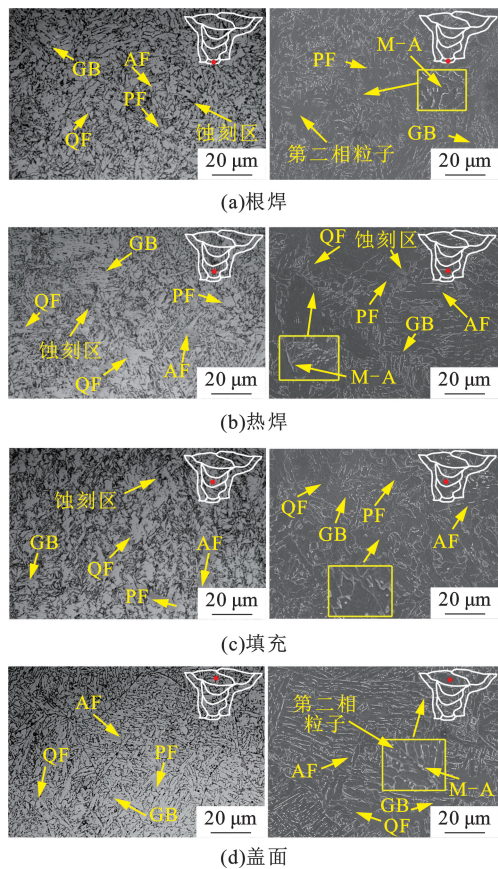 GB
AF
PF
QF
蚀刻区
20 μm
PF
M-A
第二相粒子
GB
20 μm
(a)根焊
GB
QF
PF
蚀刻区
QF
AF
20 μm
QF
蚀刻区
PF
AF
GB
M-A
20 μm
(b)热焊
蚀刻区
GB
QF
AF
PF
20 μm
QF
GB
PF
AF
20 μm
(c)填充
AF
QF
PF
GB
20 μm
第二相
粒子
AF
M-A
GB
QF
20 μm
(d)盖面